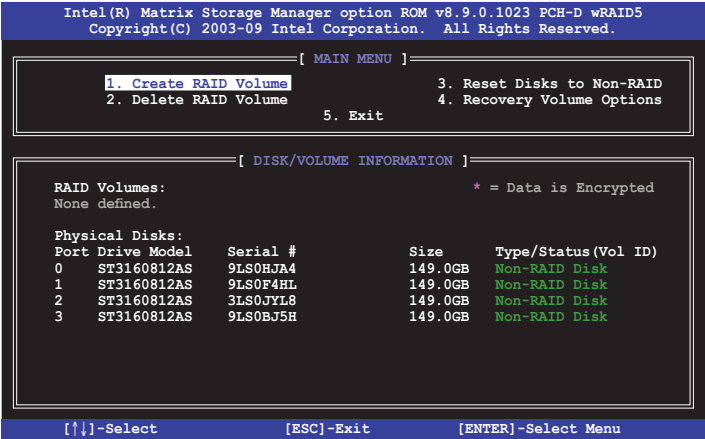 Intel(R) Matrix Storage Manager option ROM v8.9.0.1023 PCH-D wRAID5
Copyright(C) 2003-09 Intel Corporation. All Rights Reserved.
[ MAIN MENU ]
1. Create RAID Volume 3. Reset Disks to Non-RAID
2. Delete RAID Volume 4. Recovery Volume Options
5. Exit
[ DISK/VOLUME INFORMATION ]
RAID Volumes: * = Data is Encrypted
None defined.
Physical Disks:
Port Drive Model Serial # Size Type/Status(Vol ID)
0 ST3160812AS 9LS0HJA4 149.0GB Non-RAID Disk
1 ST3160812AS 9LS0F4HL 149.0GB Non-RAID Disk
2 ST3160812AS 3LS0JYL8 149.0GB Non-RAID Disk
3 ST3160812AS 9LS0BJ5H 149.0GB Non-RAID Disk
[↑↓]-Select [ESC]-Exit [ENTER]-Select Menu